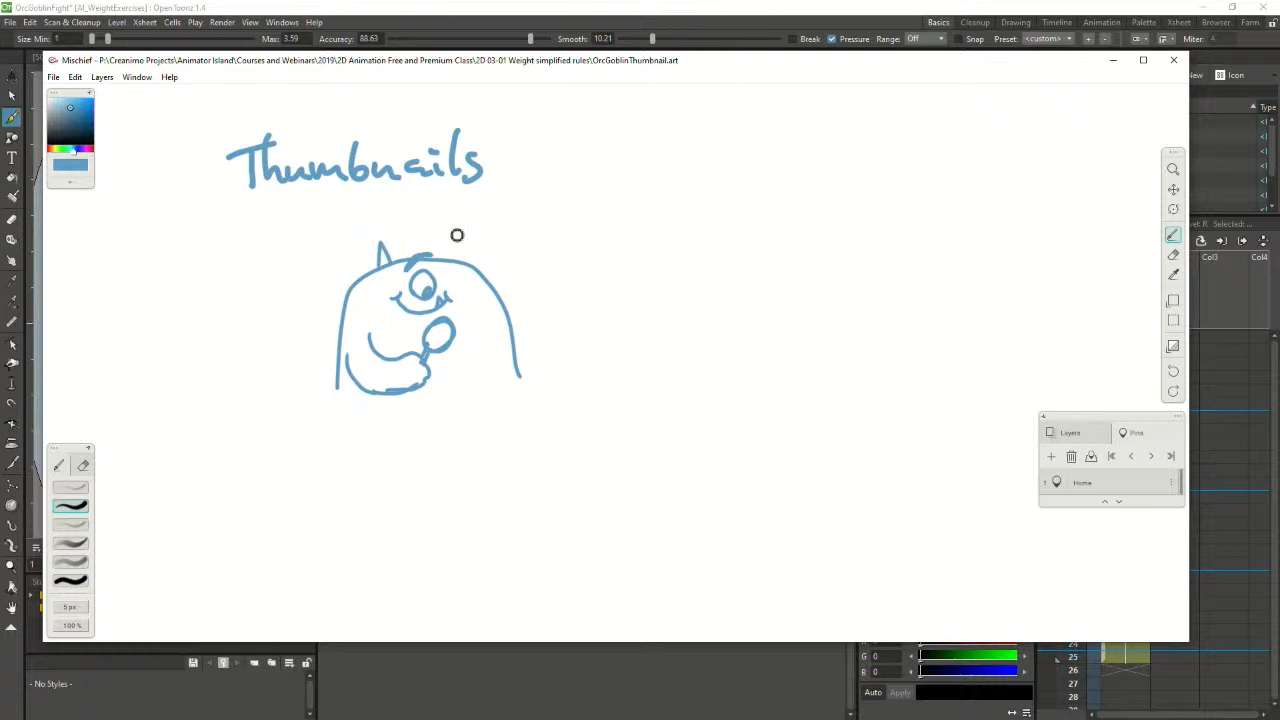 OrcGoblinFight* [AI_WeightExercises] : OpenToonz 1.4
File Edit Scan & Cleanup Level Xsheet Cells Play Render View Windows Help
Basics Cleanup Drawing Timeline Animation Palette Xsheet Browser Farm
Size Min: 1 Max: 3.59 Accuracy: 88.63 Smooth: 10.21 Break Pressure Range: Off Snap Preset: <custom> + - Miter: 4
Mischief - P:\Creanimo Projects\Animator Island\Courses and Webinars\2019\2D Animation Free and Premium Class\2D 03-01 Weight simplified rules\OrcGoblinThumbnail.art
File Edit Layers Window Help
New Icon
Type
Thumbnails
Selected: ...
Col3 Col4
Layers Pins
1 Home
5 px
100 %
24
25
26
27
28
G 0
B 0
Auto Apply
- No Styles -